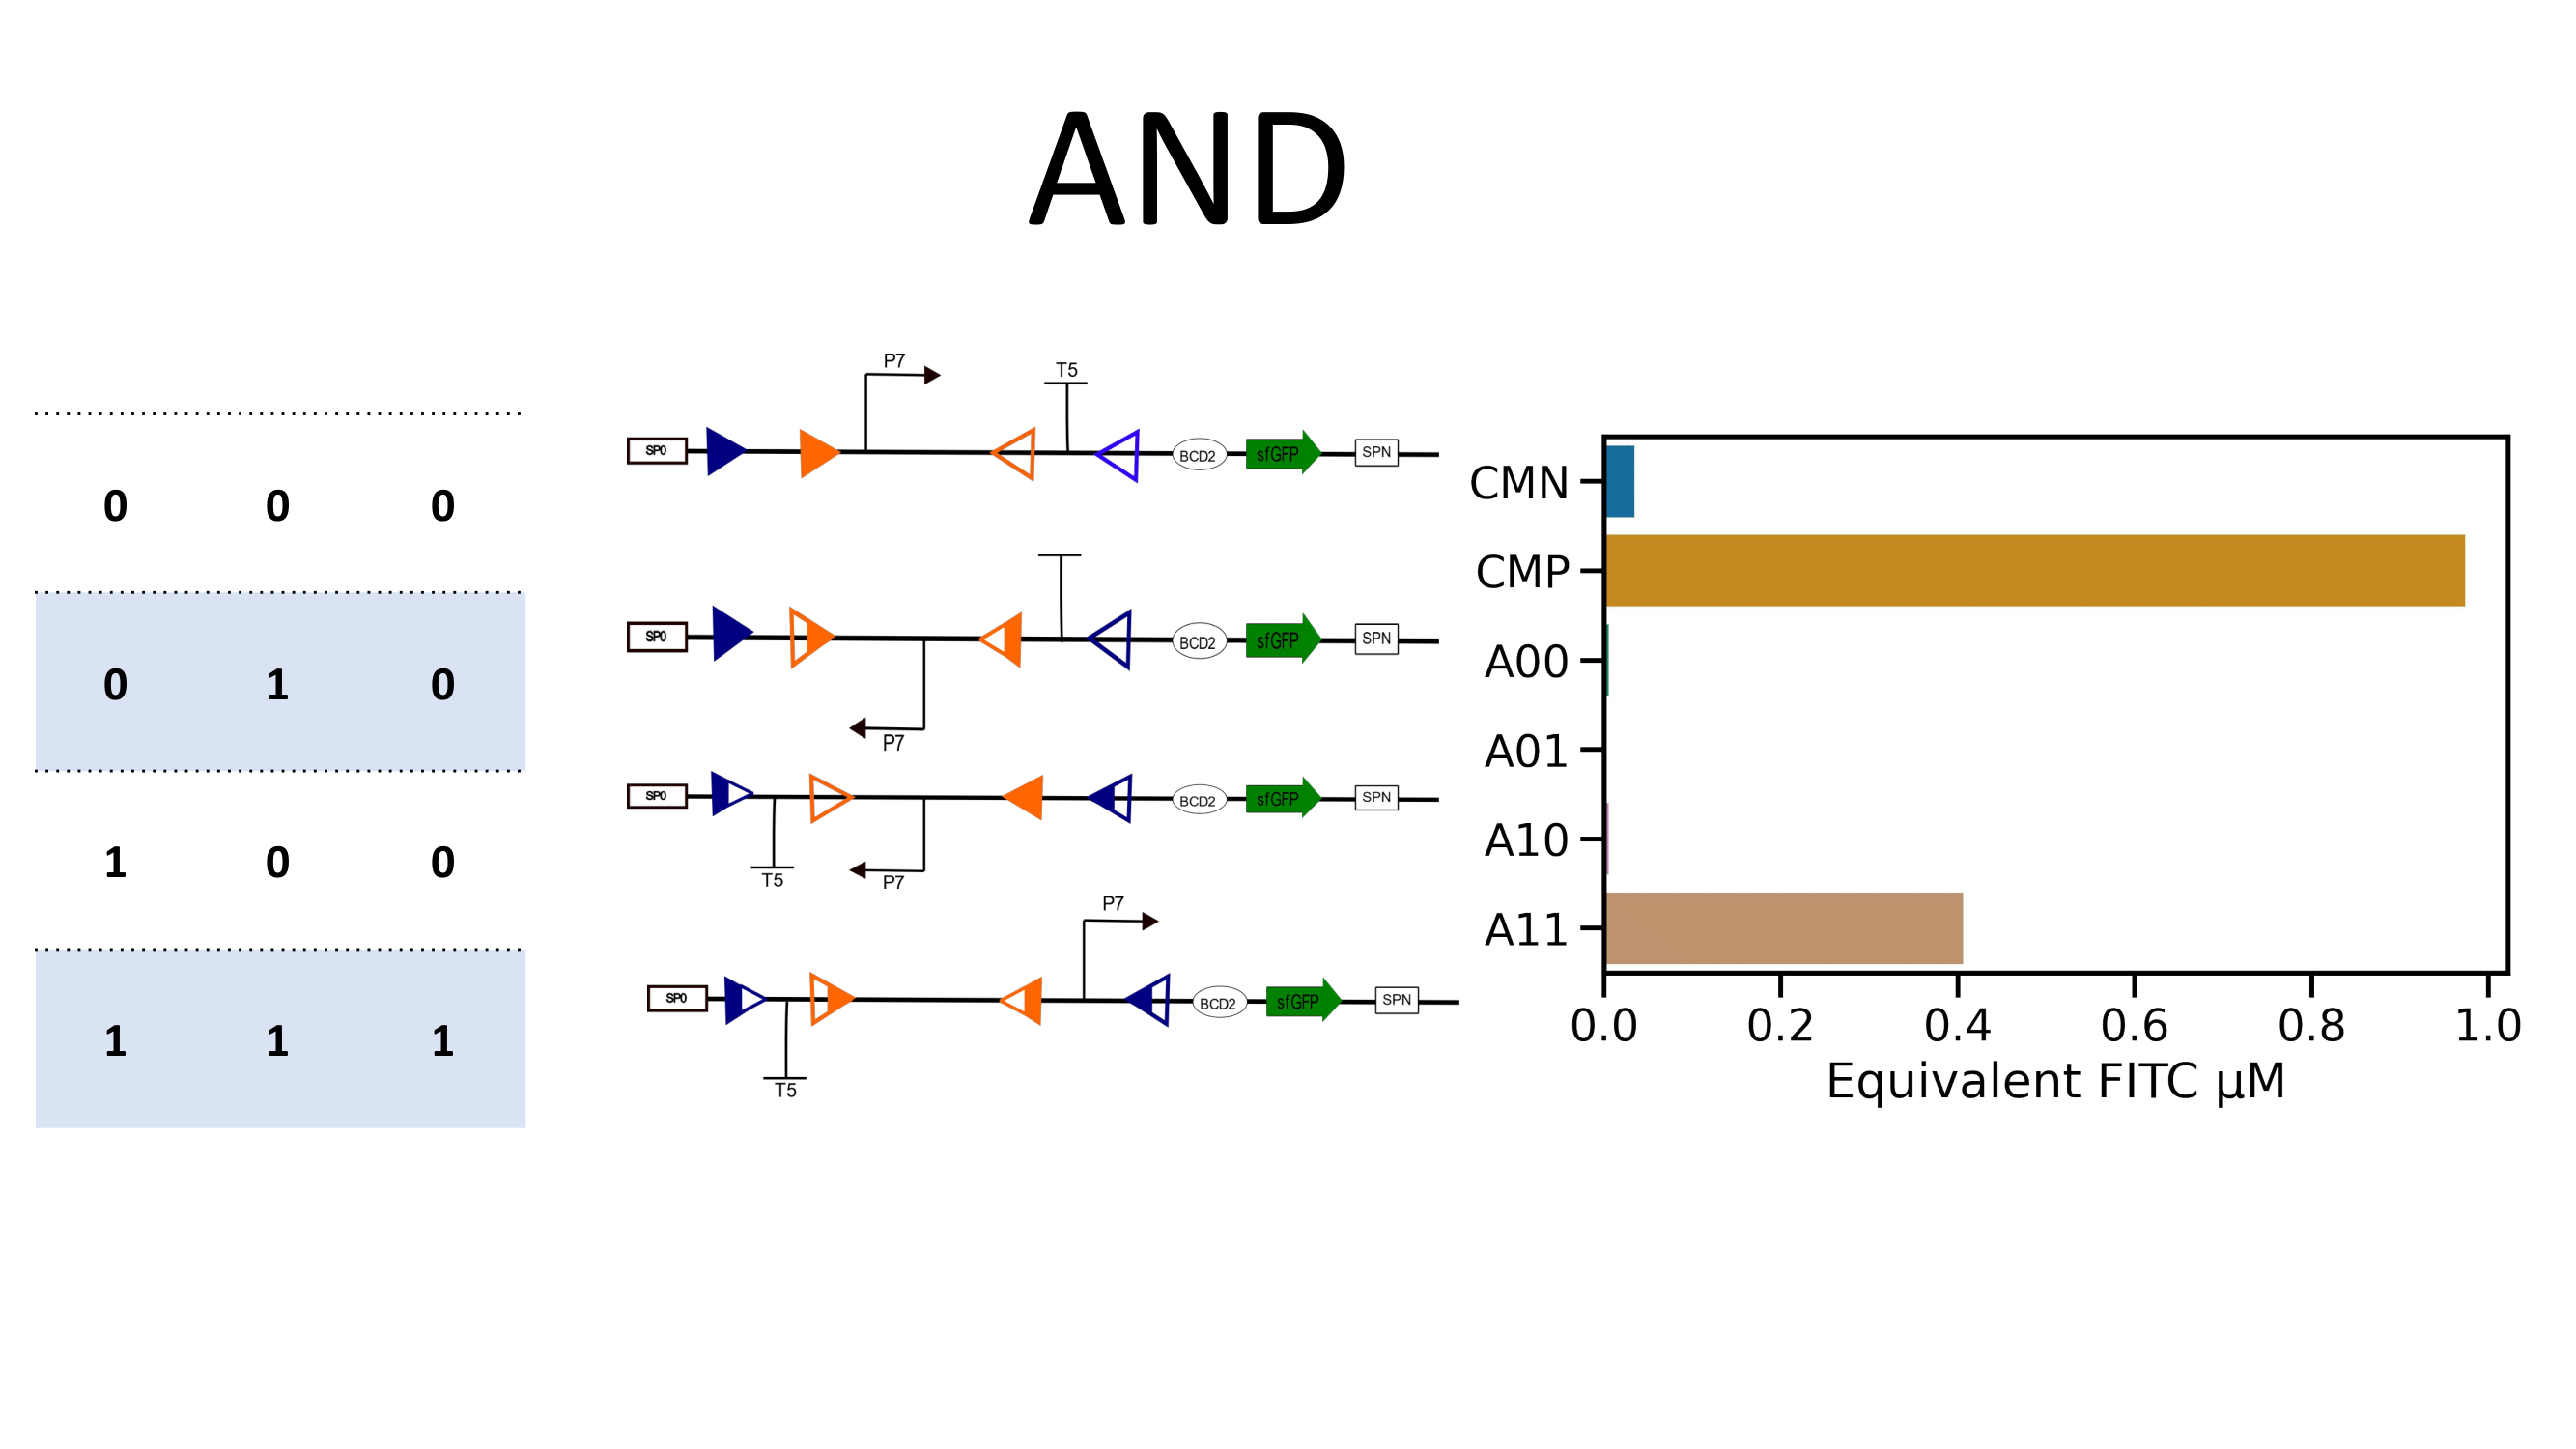 AND
0 0 0
0 1 0
1 0 0
1 1 1
P7
T5
SP0 BCD2 sfGFP SPN
SP0 BCD2 sfGFP SPN
P7
SP0 BCD2 sfGFP SPN
T5
P7
P7
SP0 BCD2 sfGFP SPN
T5
CMN
CMP
A00
A01
A10
A11
0.0 0.2 0.4 0.6 0.8 1.0
Equivalent FITC μM